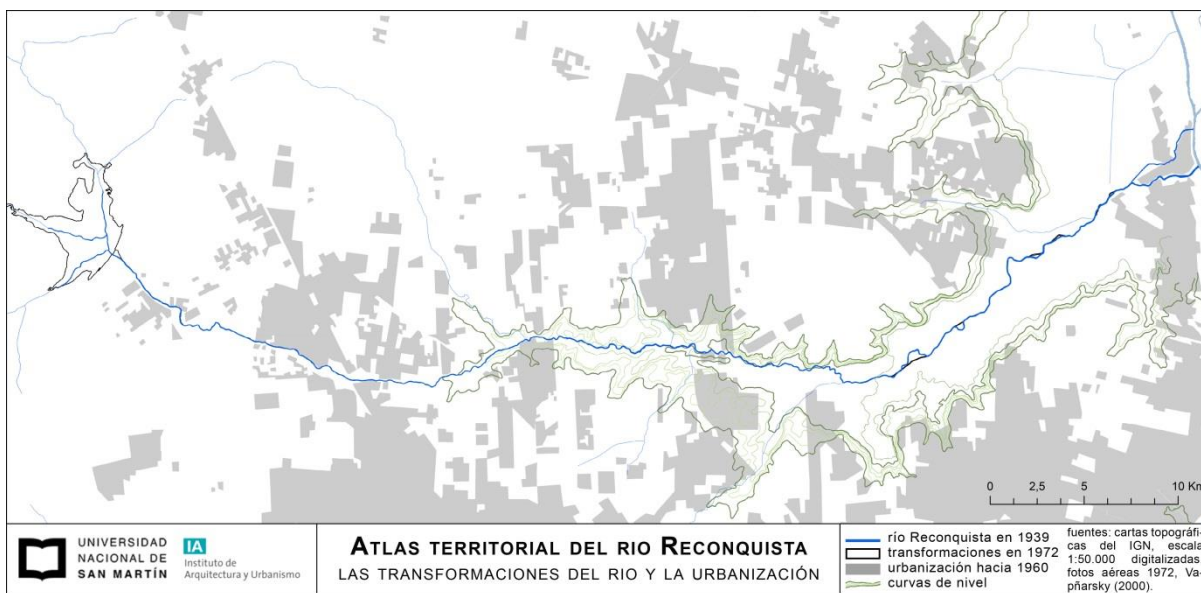 0 2,5 5 10 Km
UNIVERSIDAD
NACIONAL DE
SAN MARTÍN
IA
Instituto de
Arquitectura y Urbanismo
ATLAS TERRITORIAL DEL RIO RECONQUISTA
LAS TRANSFORMACIONES DEL RIO Y LA URBANIZACIÓN
río Reconquista en 1939
transformaciones en 1972
urbanización hacia 1960
curvas de nivel
fuentes: cartas topográfi-
cas del IGN, escala
1:50.000 digitalizadas,
fotos aéreas 1972, Va-
pñarsky (2000).